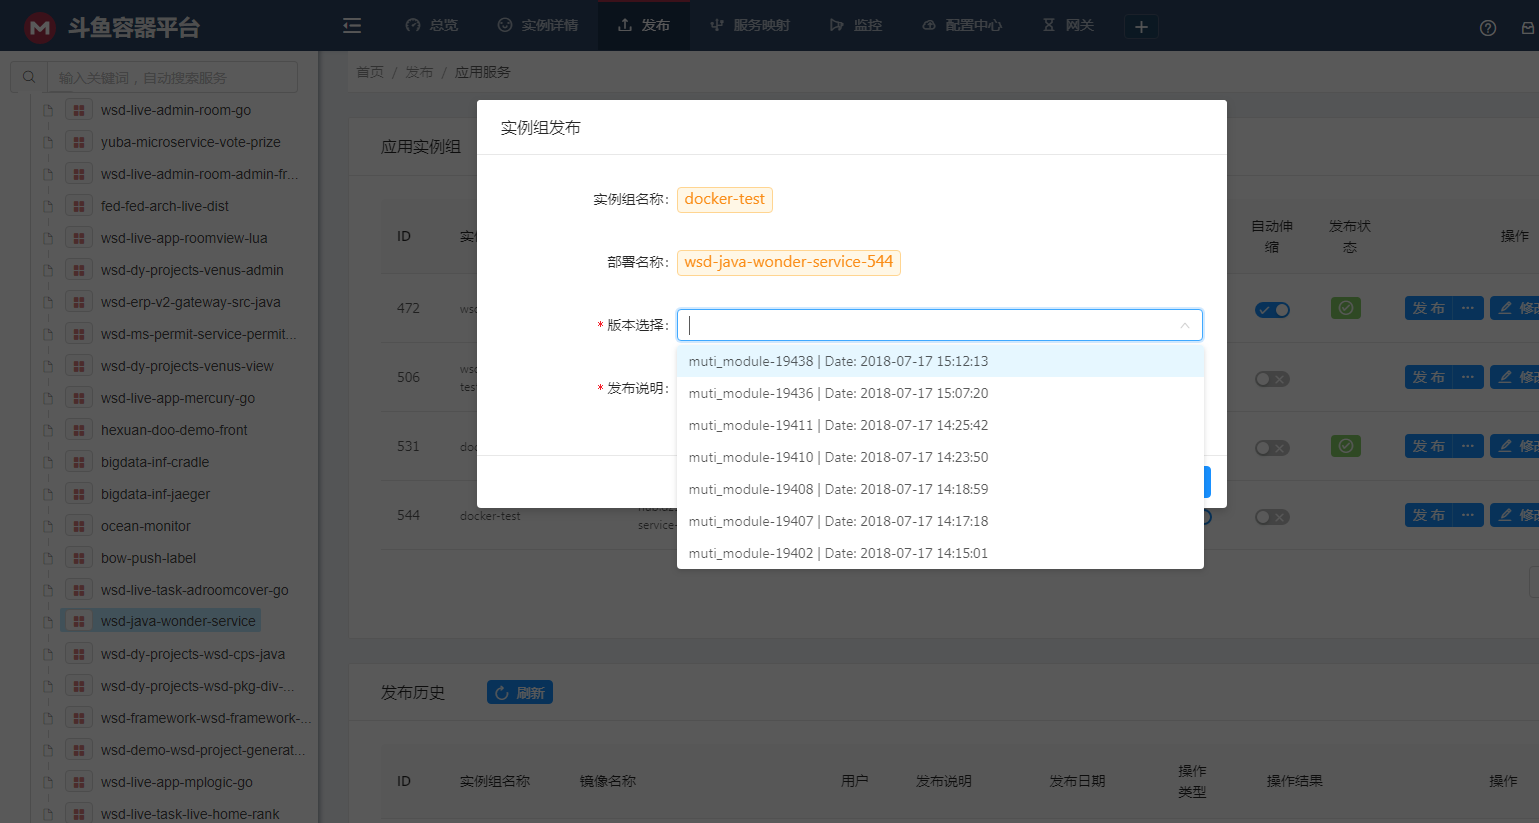 斗鱼容器平台
总览
实例详情
发布
服务映射
监控
配置中心
网关
输入关键词，自动搜索服务
wsd-live-admin-room-go
yuba-microservice-vote-prize
wsd-live-admin-room-admin-fr...
fed-fed-arch-live-dist
wsd-live-app-roomview-lua
wsd-dy-projects-venus-admin
wsd-erp-v2-gateway-src-java
wsd-ms-permit-service-permit...
wsd-dy-projects-venus-view
wsd-live-app-mercury-go
hexuan-doo-demo-front
bigdata-inf-cradle
bigdata-inf-jaeger
ocean-monitor
bow-push-label
wsd-live-task-adroomcover-go
wsd-java-wonder-service
wsd-dy-projects-wsd-cps-java
wsd-dy-projects-wsd-pkg-div-...
wsd-framework-wsd-framework-...
wsd-demo-wsd-project-generat...
wsd-live-app-mplogic-go
wsd-live-task-live-home-rank
首页 / 发布 / 应用服务
应用实例组
ID
自动伸缩
发布状态
操作
472
发布 ···
506
发布 ···
531
发布 ···
544
docker-test
service-
发布 ···
实例组发布
实例组名称：
docker-test
部署名称：
wsd-java-wonder-service-544
* 版本选择：
* 发布说明：
muti_module-19438 | Date: 2018-07-17 15:12:13
muti_module-19436 | Date: 2018-07-17 15:07:20
muti_module-19411 | Date: 2018-07-17 14:25:42
muti_module-19410 | Date: 2018-07-17 14:23:50
muti_module-19408 | Date: 2018-07-17 14:18:59
muti_module-19407 | Date: 2018-07-17 14:17:18
muti_module-19402 | Date: 2018-07-17 14:15:01
发布历史
刷新
ID
实例组名称
镜像名称
用户
发布说明
发布日期
操作类型
操作结果
操作